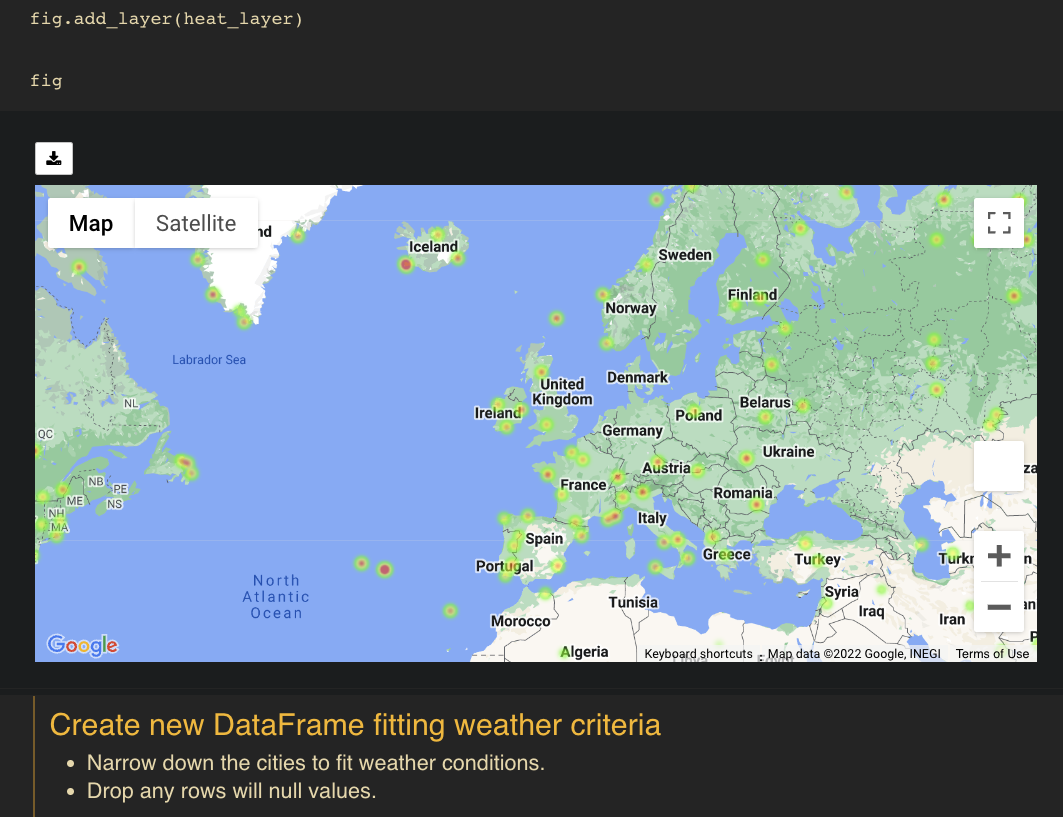 fig.add_layer(heat_layer)
fig
Map
Satellite
nd
Iceland
Sweden
Finland
Norway
Labrador Sea
Denmark
United
Kingdom
Ireland
NL
Belarus
Poland
QC
Germany
Ukraine
Austria
za
NB
PE
ME
NS
France
Romania
NH
MA
Italy
Spain
Greece
Turkey
Turkr
n
Portugal
North
Atlantic
Ocean
Syria
Tunisia
Iraq
an
Morocco
Iran
P
Google
Algeria
Libya
Egypt
Keyboard shortcuts
Map data ©2022 Google, INEGI
Terms of Use
Create new DataFrame fitting weather criteria
• Narrow down the cities to fit weather conditions.
• Drop any rows will null values.